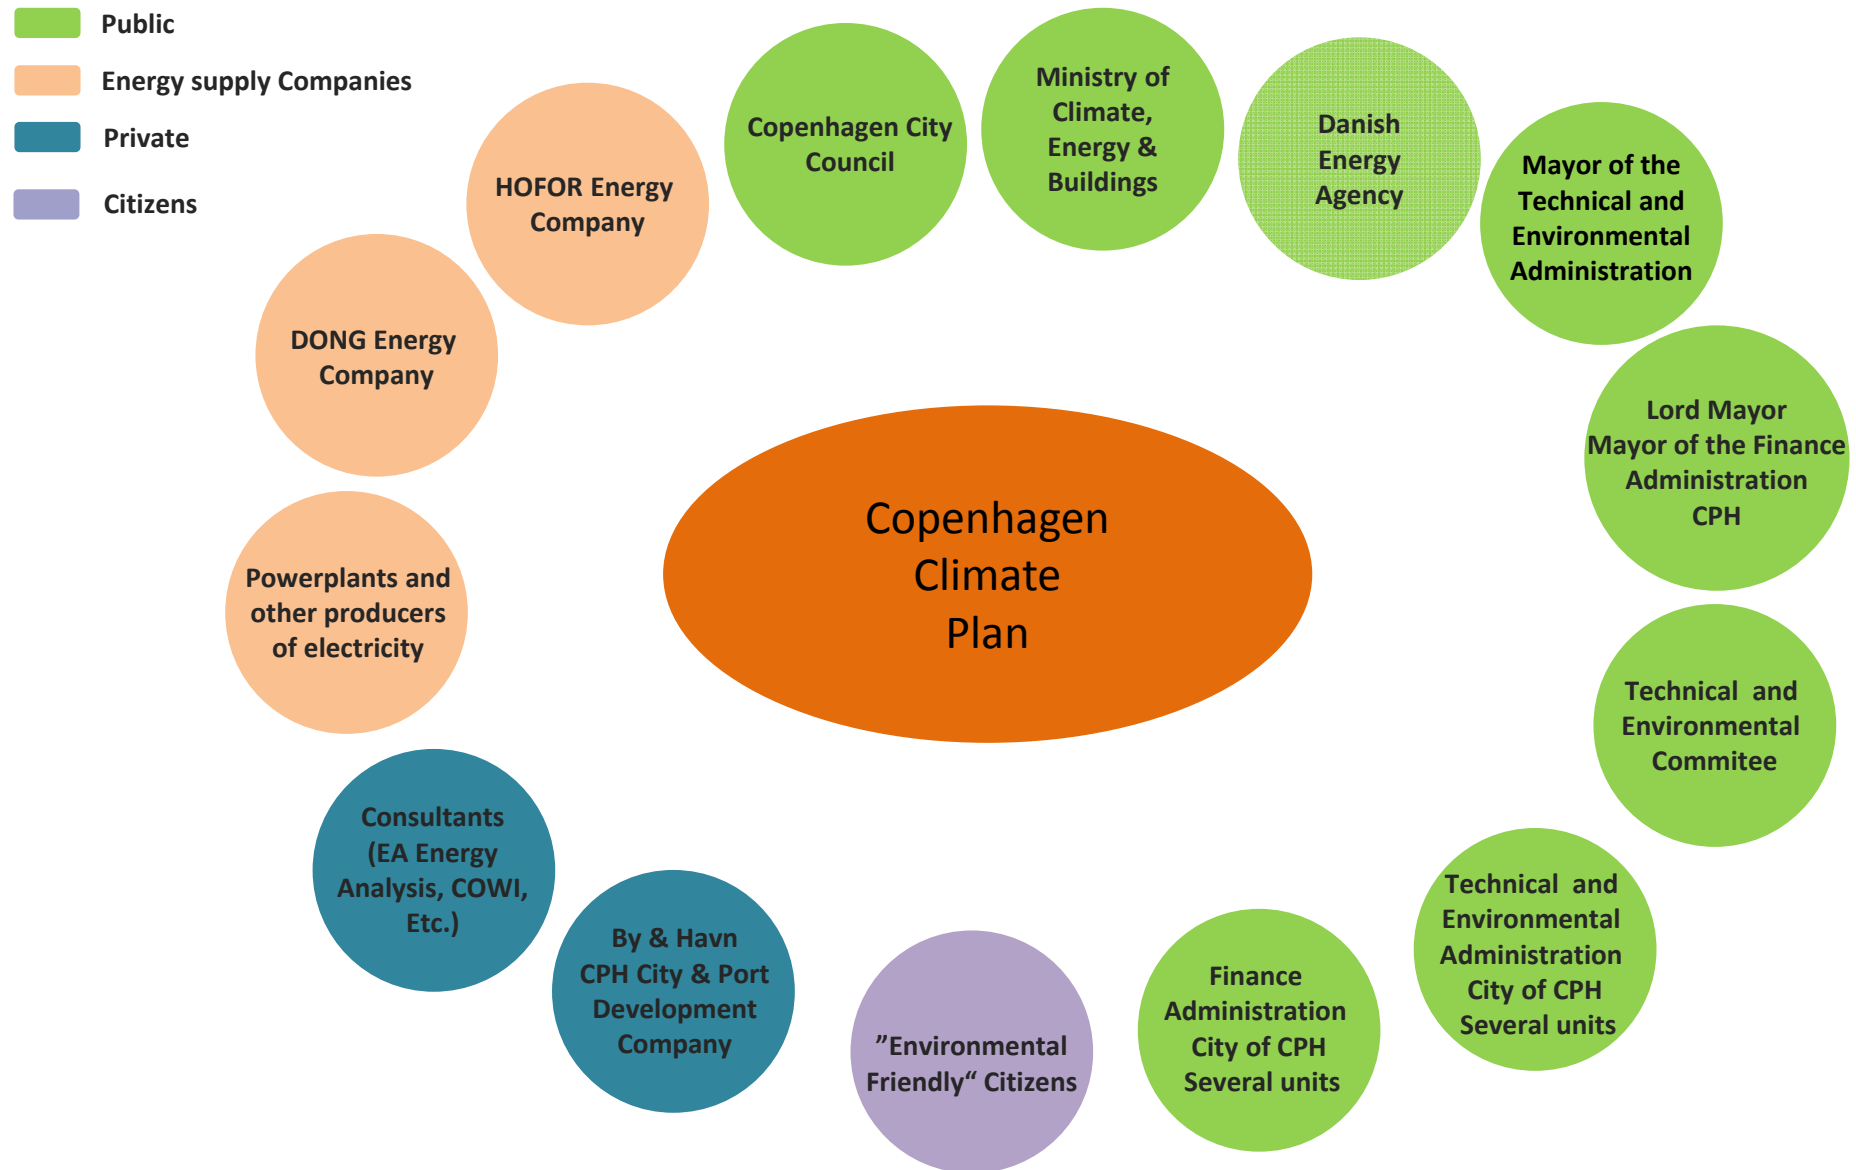 Public
Energy supply Companies
Private
Citizens
Copenhagen City
Council
Ministry of
Climate,
Energy &
Buildings
Danish
Energy
Agency
Mayor of the
Technical and
Environmental
Administration
Lord Mayor
Mayor of the Finance
Administration
CPH
Technical and
Environmental
Commitee
Technical and
Environmental
Administration
City of CPH
Several units
Finance
Administration
City of CPH
Several units
”Environmental
Friendly“ Citizens
By & Havn
CPH City & Port
Development
Company
Consultants
(EA Energy
Analysis, COWI,
Etc.)
Powerplants and
other producers
of electricity
DONG Energy
Company
HOFOR Energy
Company
Copenhagen
Climate
Plan